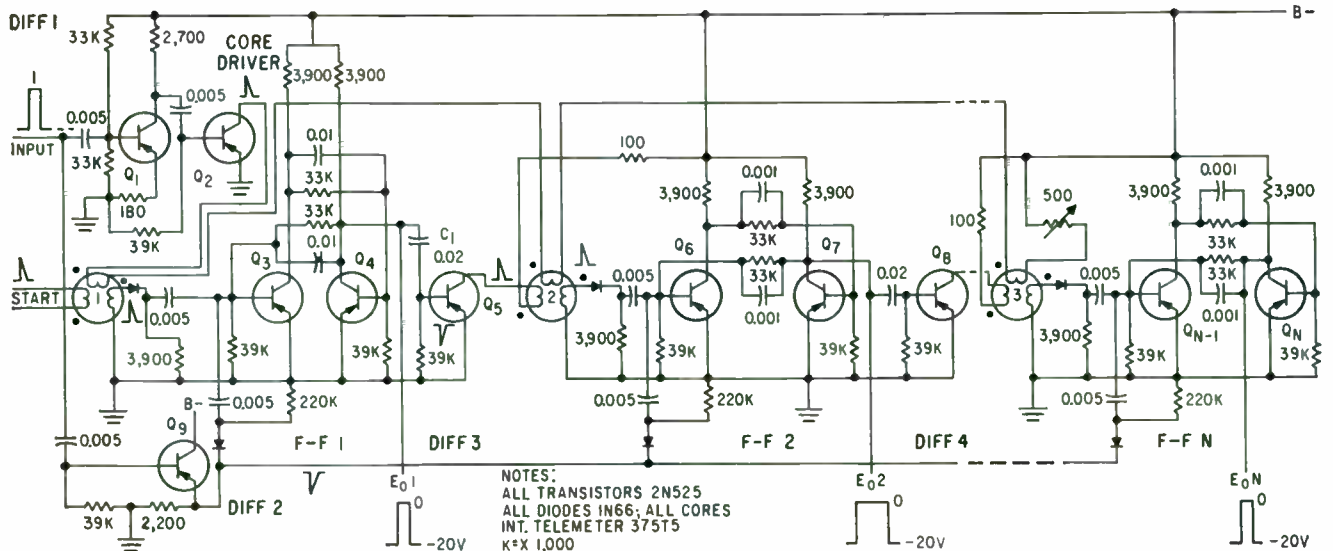 DIFF 1
33K
2,700
CORE
DRIVER
B-
3,900
3,900
1
0.005
0.005
INPUT
33K
Q1
Q2
180
39K
0.01
33K
33K
0.01
C1
0.02
100
3,900
0.001
3,900
33K
33K
0.001
100
500
3,900
0.001
3,900
33K
33K
0.001
START
1
0.005
3,900
Q3
Q4
Q5
39K
39K
39K
2
0.005
Q6
Q7
3,900
39K
39K
0.02
Q8
39K
3
0.005
3,900
39K
QN-1
QN
39K
B-
0.005
220K
0.005
220K
0.005
220K
0.005
Q9
F-F 1
DIFF 3
F-F 2
DIFF 4
F-F N
39K
2,200
DIFF 2
Eo1
0
-20V
NOTES:
ALL TRANSISTORS 2N525
ALL DIODES IN66; ALL CORES
INT. TELEMETER 375T5
K=X 1,000
Eo2
0
-20V
EoN
0
-20V